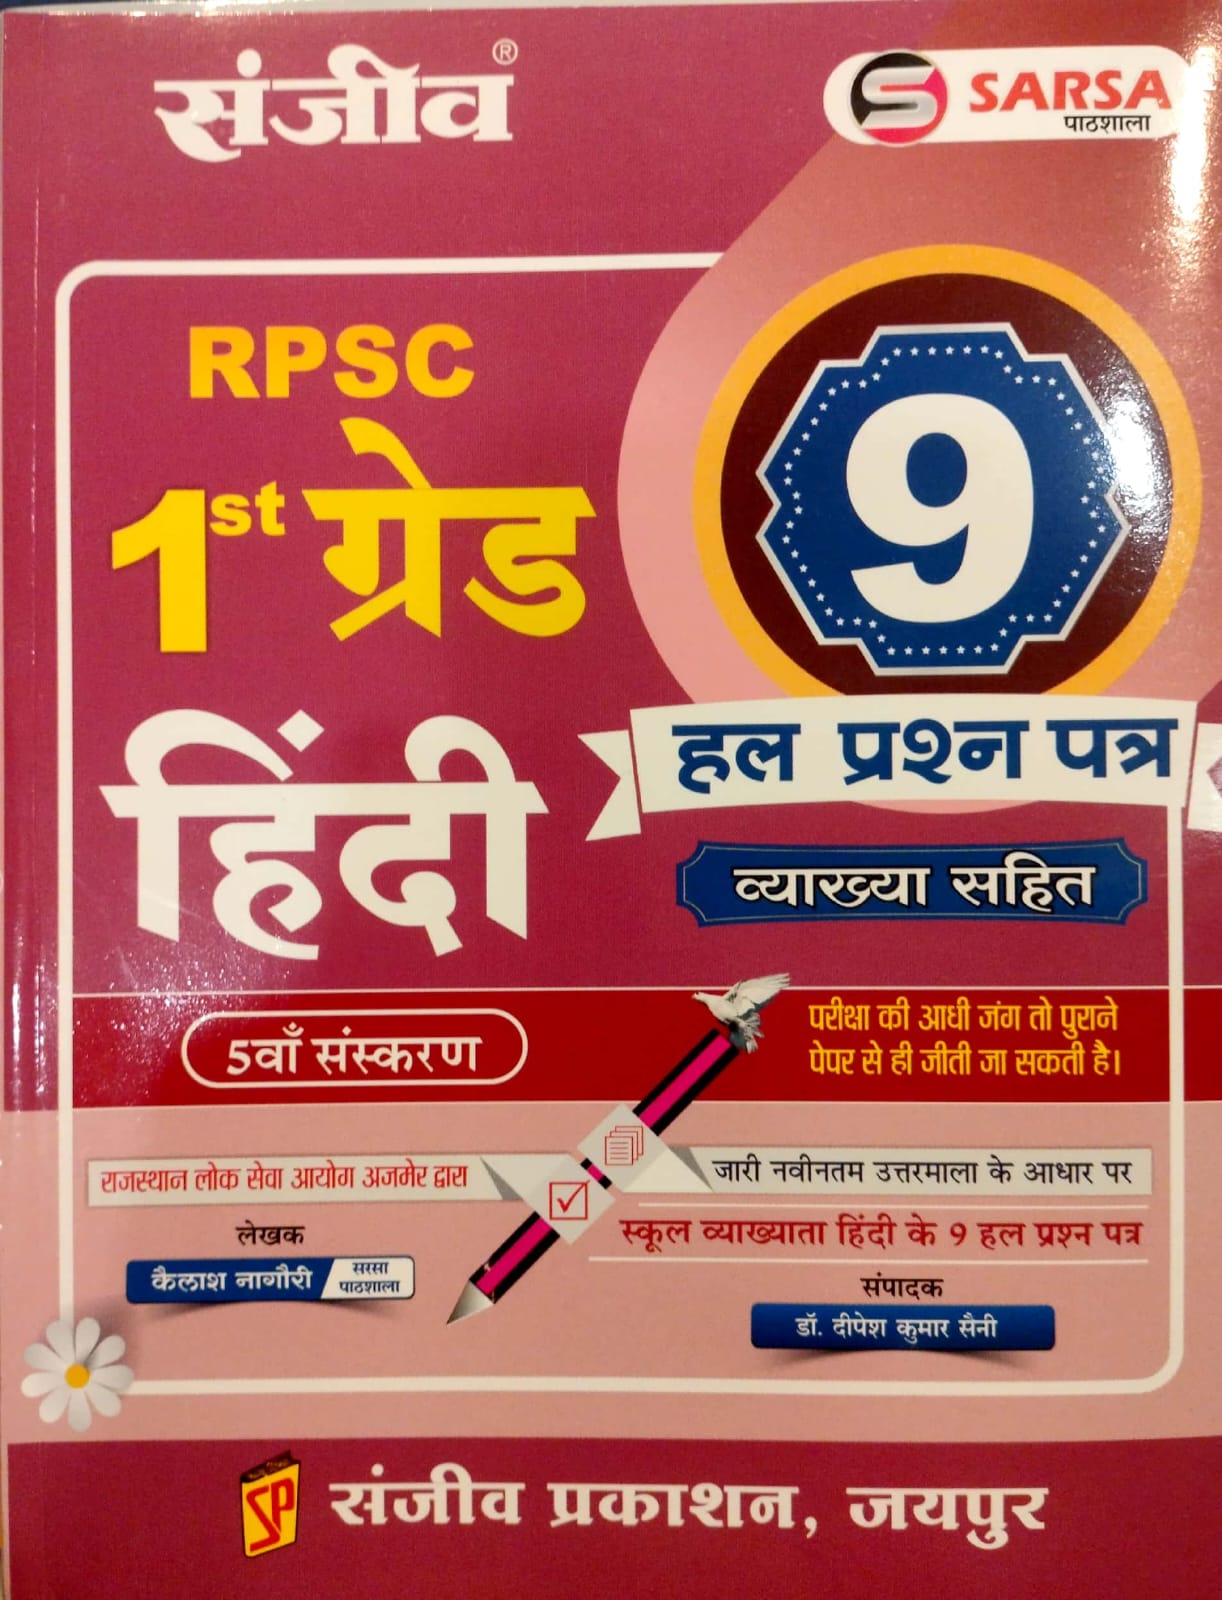 संजीव®
SARSA
पाठशाला
RPSC
1st ग्रेड
हिंदी
9
हल प्रश्न पत्र
व्याख्या सहित
5वाँ संस्करण
परीक्षा की आधी जंग तो पुराने
पेपर से ही जीती जा सकती है।
राजस्थान लोक सेवा आयोग अजमेर द्वारा
जारी नवीनतम उत्तरमाला के आधार पर
स्कूल व्याख्याता हिंदी के 9 हल प्रश्न पत्र
लेखक
कैलाश नागौरी
सरसा
पाठशाला
संपादक
डॉ. दीपेश कुमार सैनी
SP
संजीव प्रकाशन, जयपुर